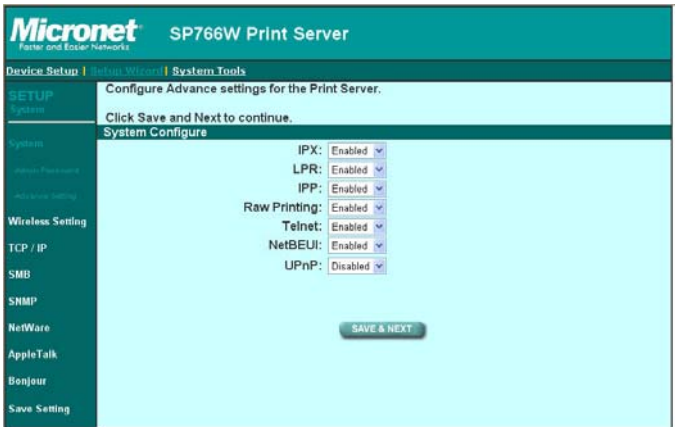 Micronet
Faster and Easier Networks
SP766W Print Server
Device Setup | Setup Wizard | System Tools
SETUP
System
System
Admin Password
Advance Setting
Wireless Setting
TCP / IP
SMB
SNMP
NetWare
AppleTalk
Bonjour
Save Setting
Configure Advance settings for the Print Server.
Click Save and Next to continue.
System Configure
IPX: Enabled
LPR: Enabled
IPP: Enabled
Raw Printing: Enabled
Telnet: Enabled
NetBEUI: Enabled
UPnP: Disabled
SAVE & NEXT